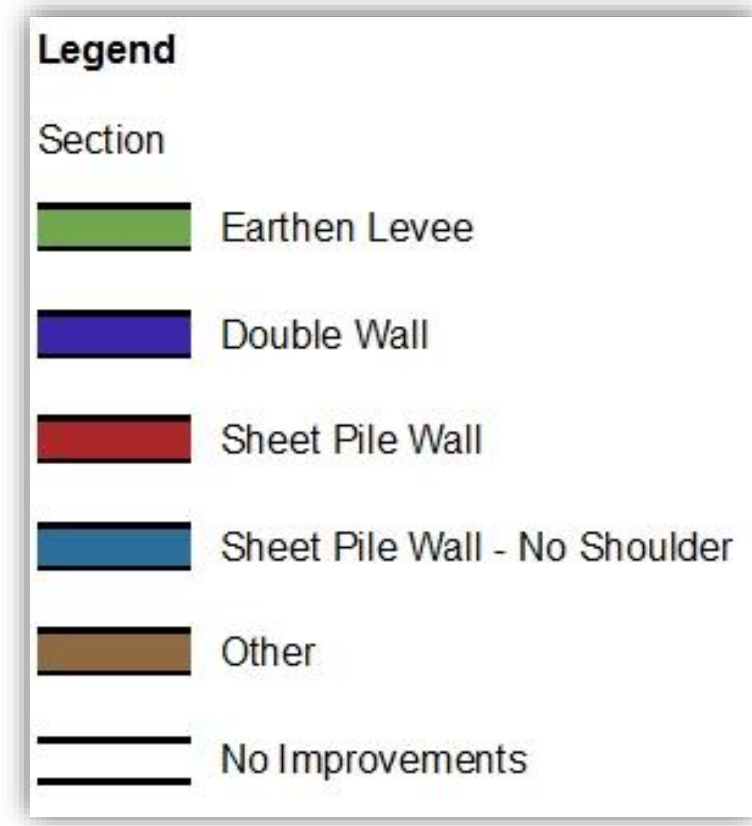 Legend
Section
Earthen Levee
Double Wall
Sheet Pile Wall
Sheet Pile Wall - No Shoulder
Other
No Improvements